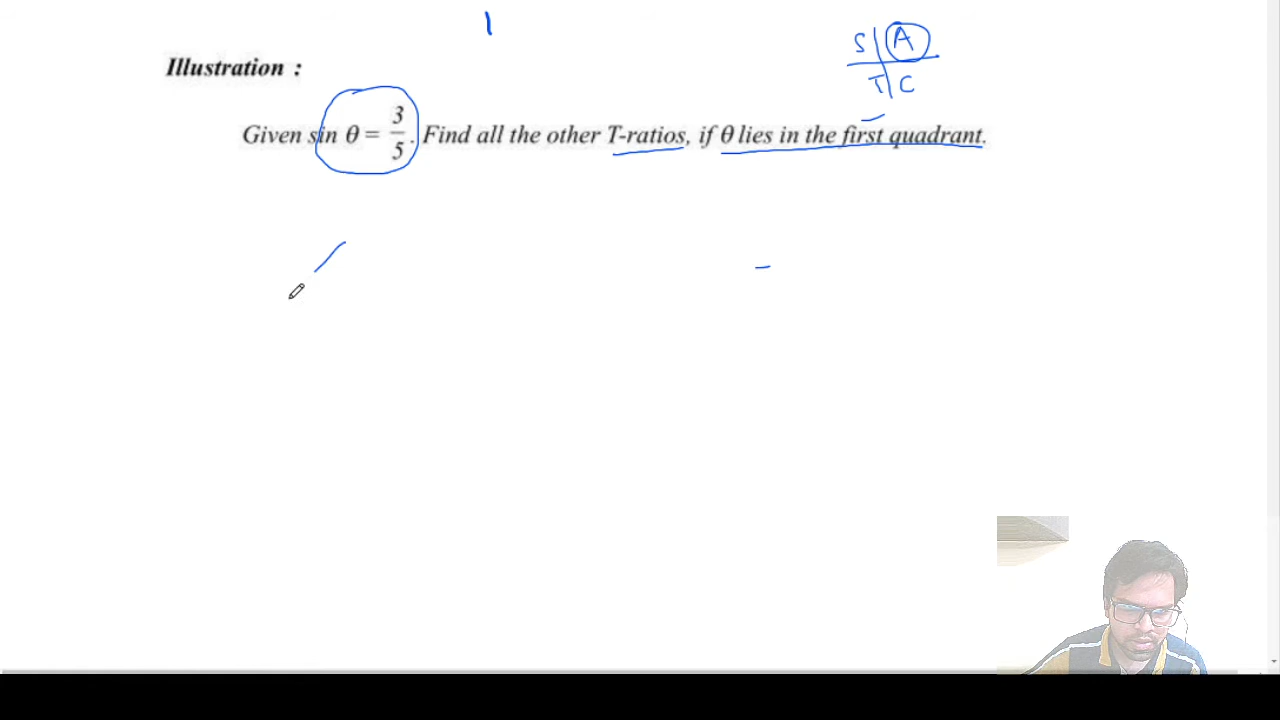 S A
Illustration :
T C
Given sin θ = 3/5. Find all the other T-ratios, if θ lies in the first quadrant.